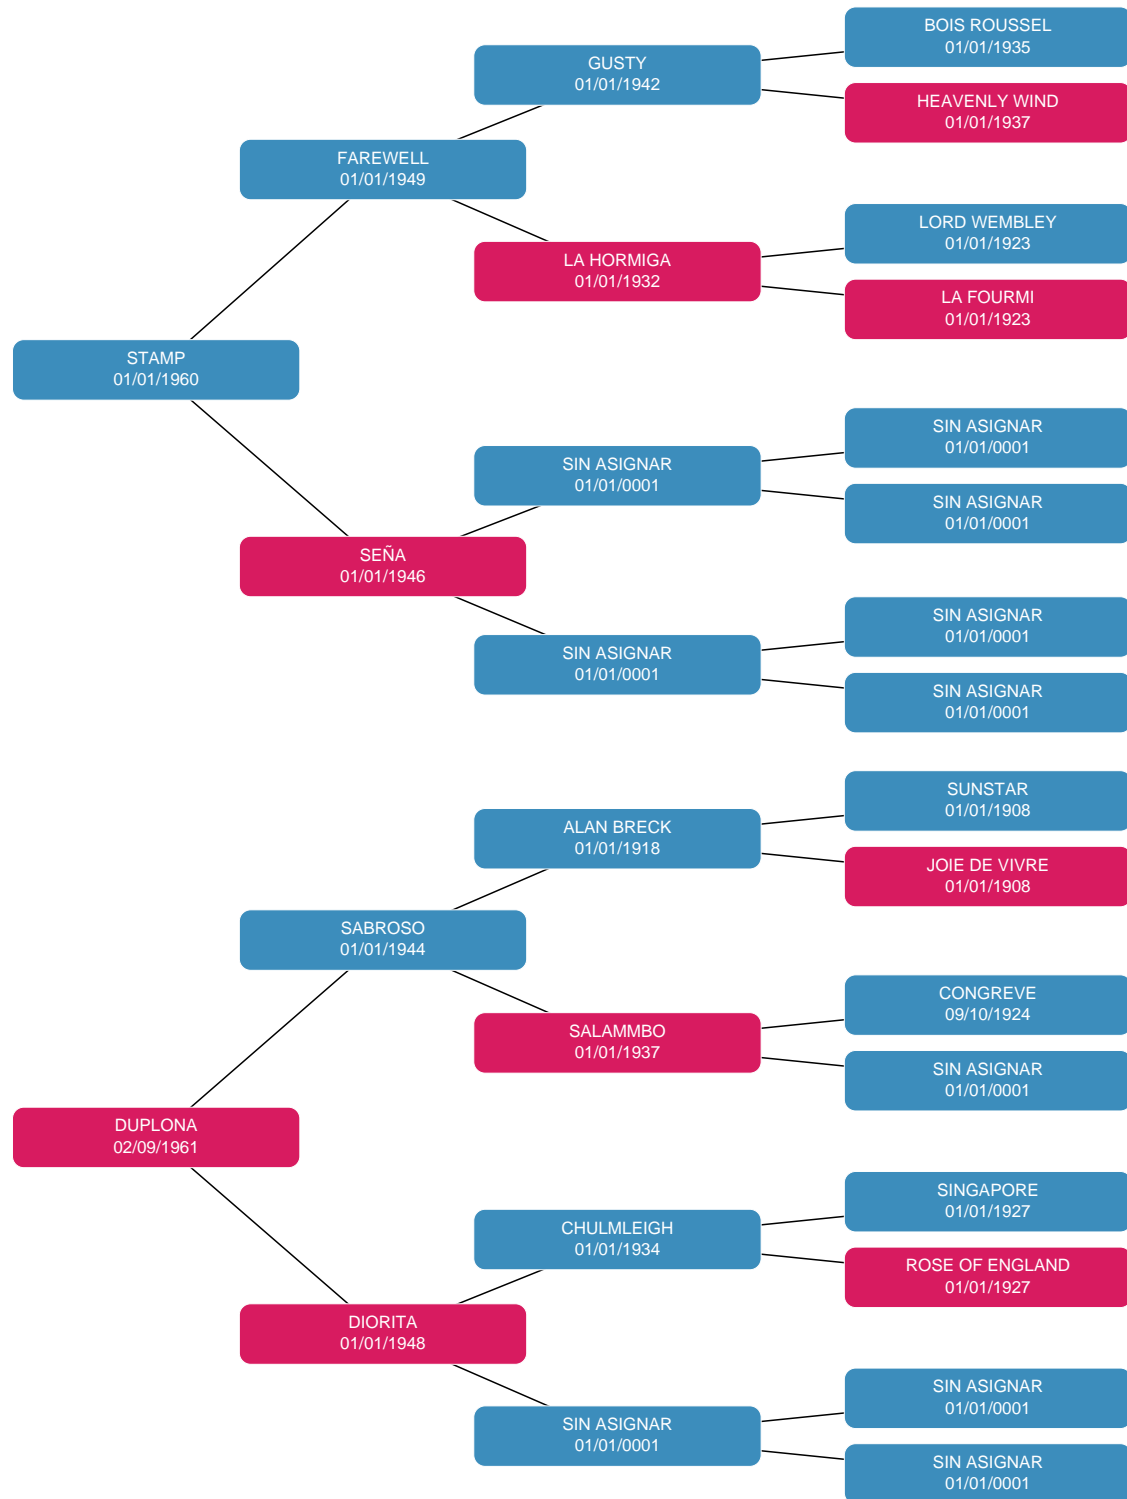 BOIS ROUSSEL
01/01/1935
GUSTY
01/01/1942
HEAVENLY WIND
01/01/1937
FAREWELL
01/01/1949
LORD WEMBLEY
01/01/1923
LA HORMIGA
01/01/1932
LA FOURMI
01/01/1923
STAMP
01/01/1960
SIN ASIGNAR
01/01/0001
SIN ASIGNAR
01/01/0001
SIN ASIGNAR
01/01/0001
SEÑA
01/01/1946
SIN ASIGNAR
01/01/0001
SIN ASIGNAR
01/01/0001
SIN ASIGNAR
01/01/0001
SUNSTAR
01/01/1908
ALAN BRECK
01/01/1918
JOIE DE VIVRE
01/01/1908
SABROSO
01/01/1944
CONGREVE
09/10/1924
SALAMMBO
01/01/1937
SIN ASIGNAR
01/01/0001
DUPLONA
02/09/1961
SINGAPORE
01/01/1927
CHULMLEIGH
01/01/1934
ROSE OF ENGLAND
01/01/1927
DIORITA
01/01/1948
SIN ASIGNAR
01/01/0001
SIN ASIGNAR
01/01/0001
SIN ASIGNAR
01/01/0001